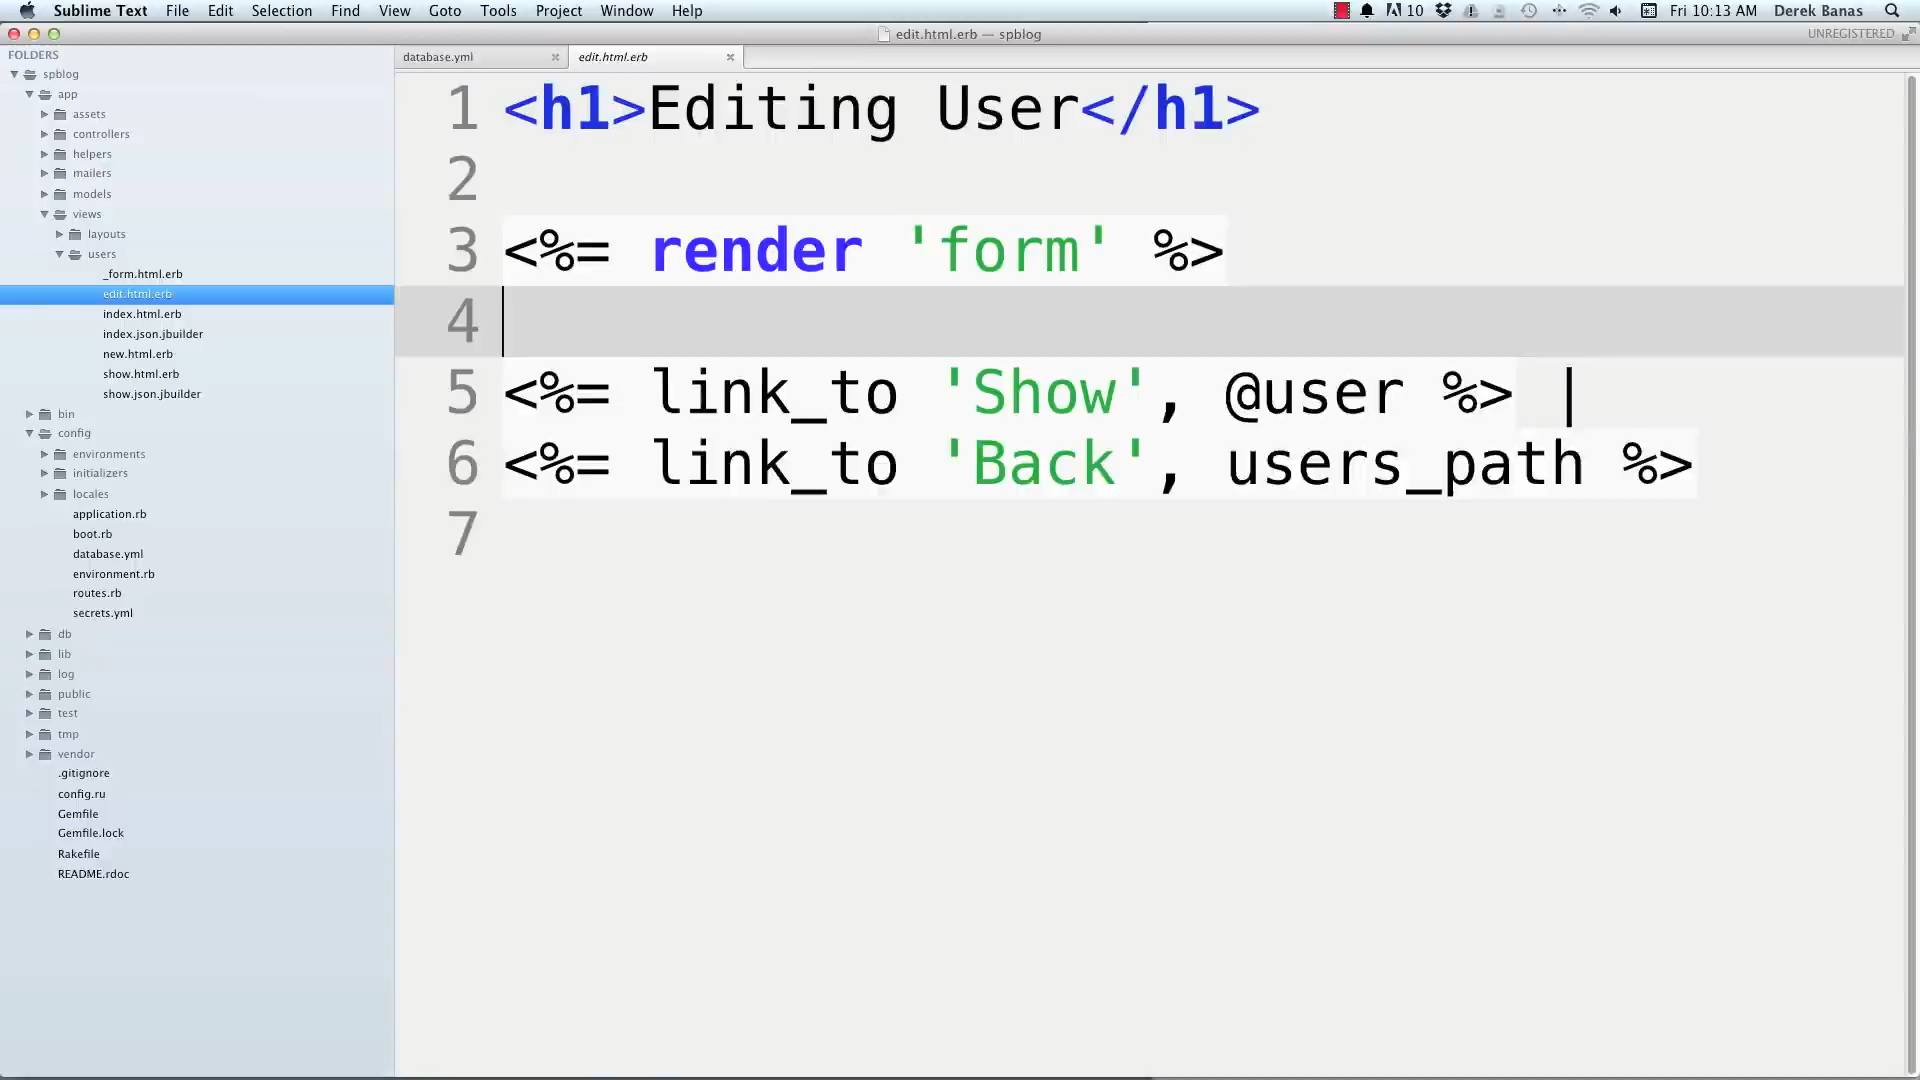 Sublime Text File Edit Selection Find View Goto Tools Project Window Help 10 Fri 10:13 AM Derek Banas
edit.html.erb — spblog UNREGISTERED
FOLDERS
spblog
app
assets
controllers
helpers
mailers
models
views
layouts
users
_form.html.erb
edit.html.erb
index.html.erb
index.json.jbuilder
new.html.erb
show.html.erb
show.json.jbuilder
bin
config
environments
initializers
locales
application.rb
boot.rb
database.yml
environment.rb
routes.rb
secrets.yml
db
lib
log
public
test
tmp
vendor
.gitignore
config.ru
Gemfile
Gemfile.lock
Rakefile
README.rdoc
database.yml edit.html.erb
1 <h1>Editing User</h1>
2
3 <%= render 'form' %>
4
5 <%= link_to 'Show', @user %> |
6 <%= link_to 'Back', users_path %>
7